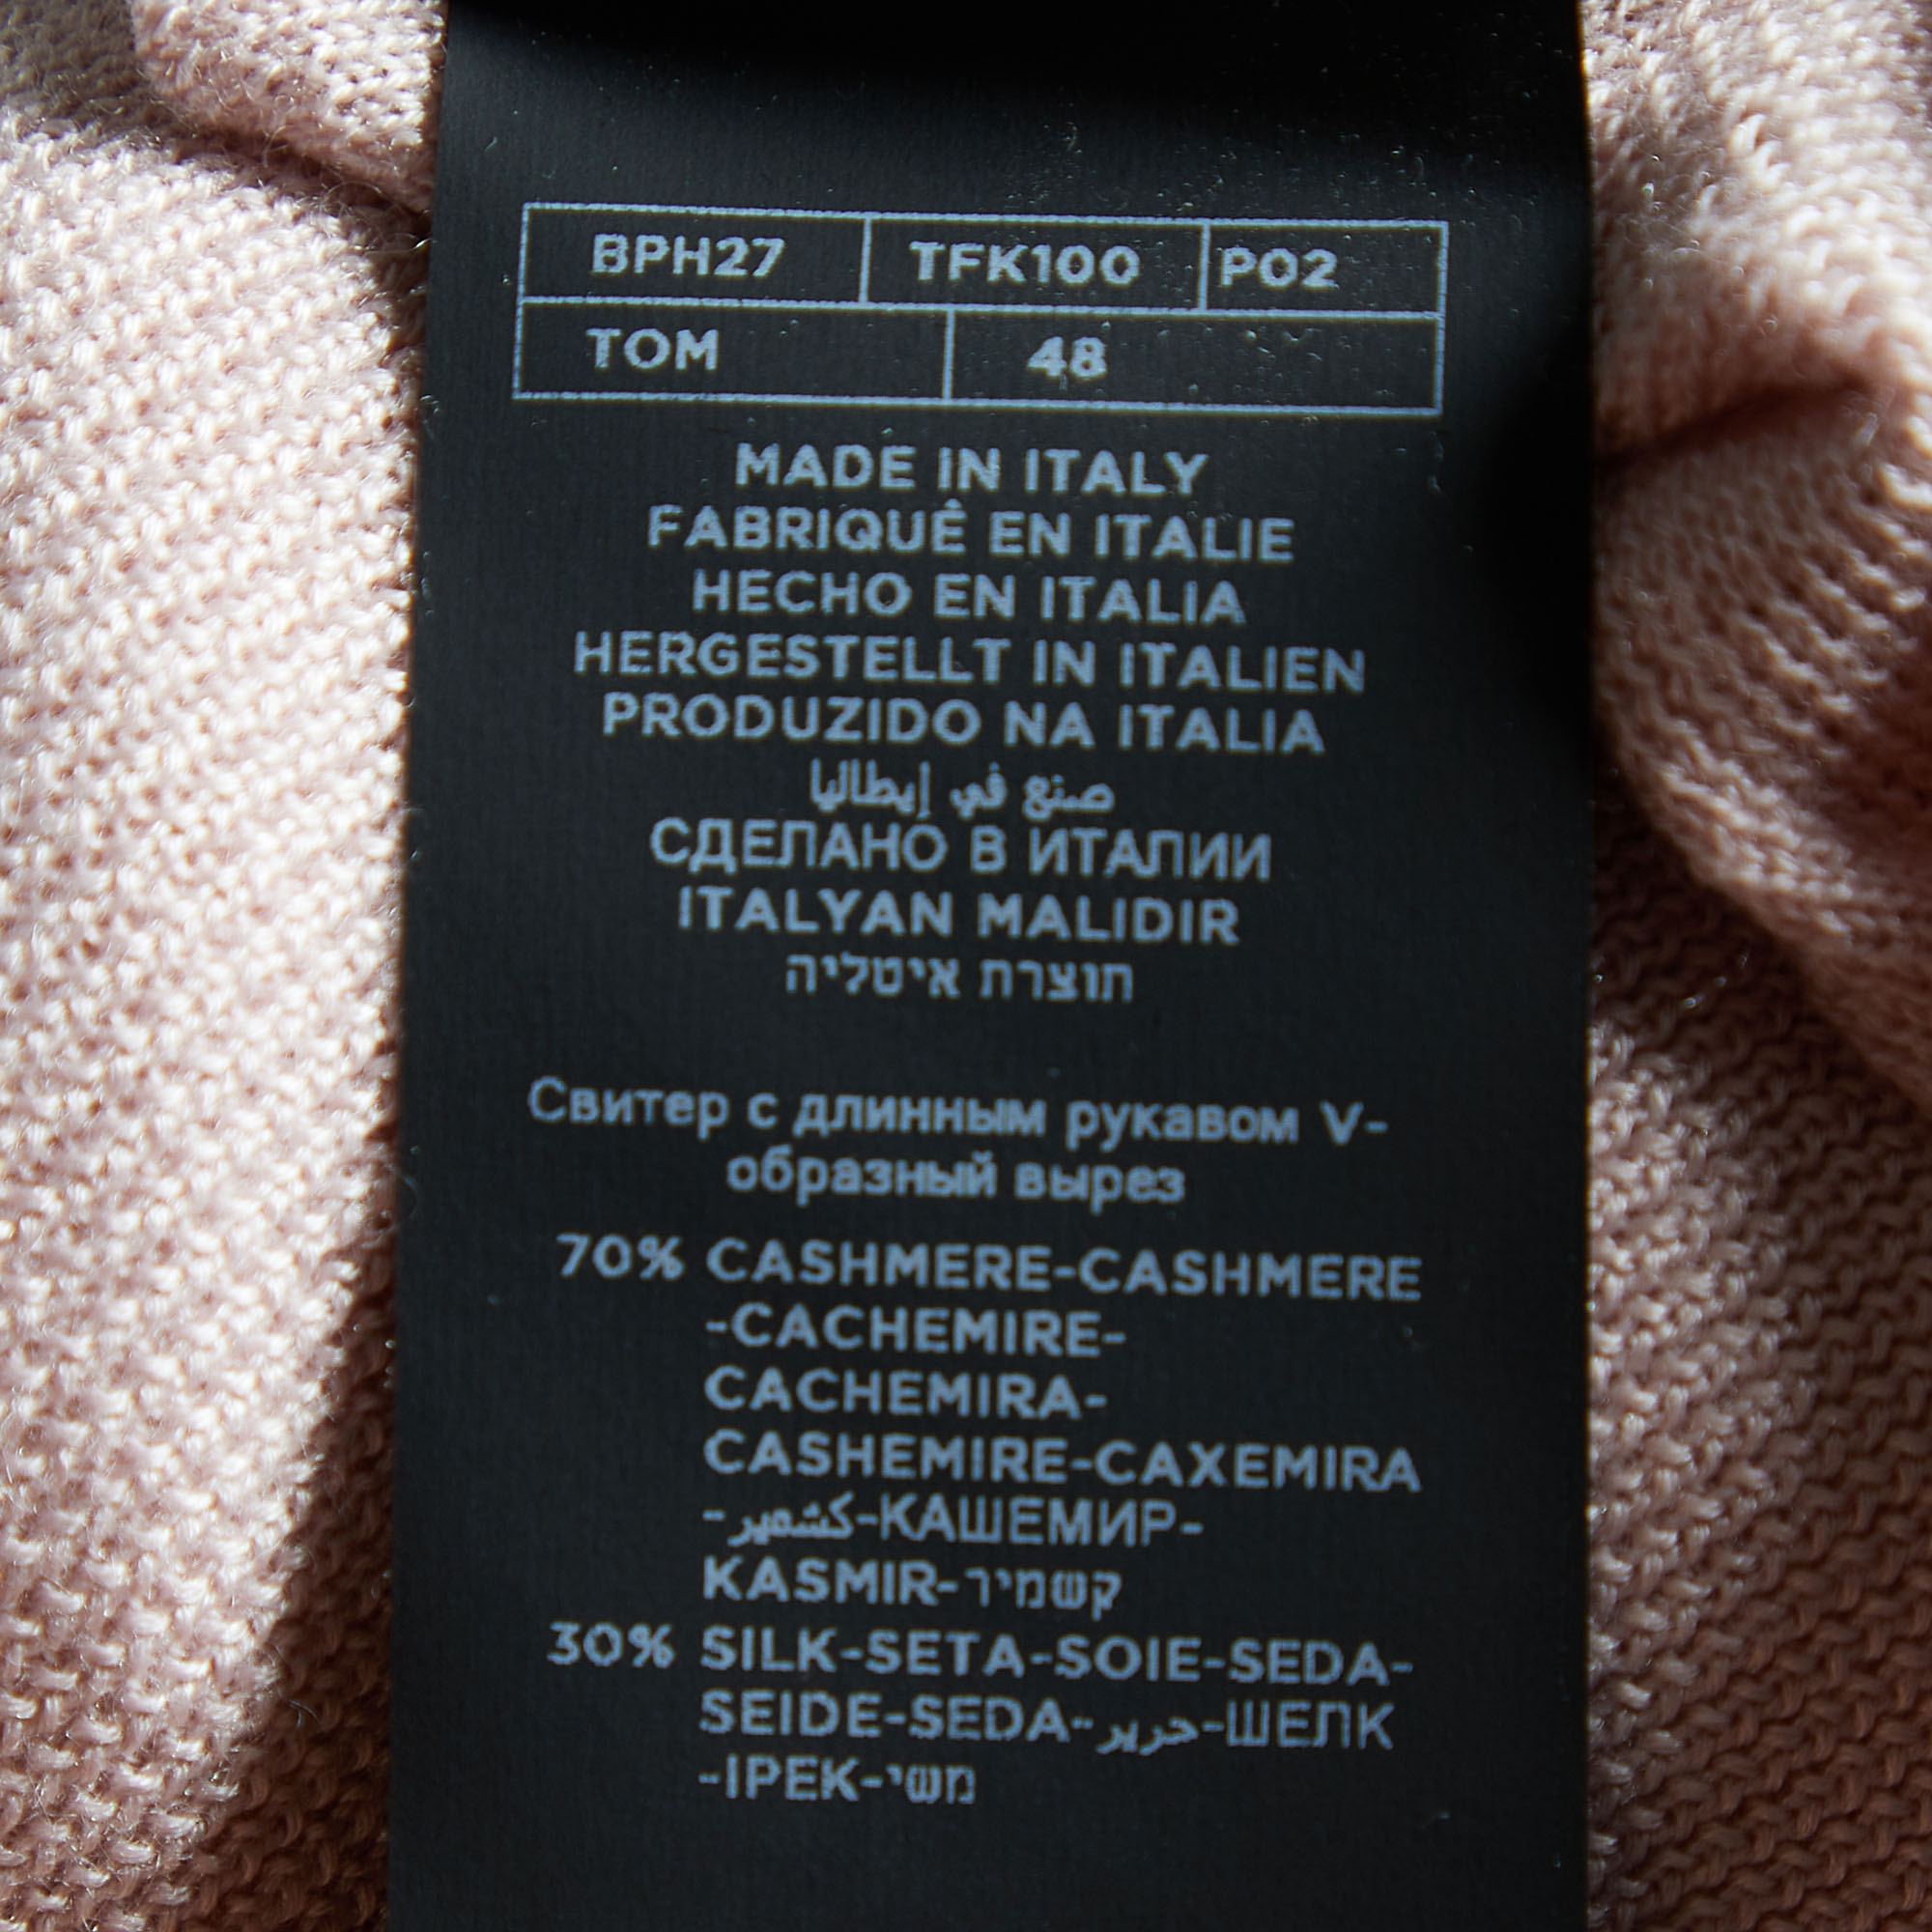 BPH27 TFK100 P02
TOM 48
MADE IN ITALY
FABRIQUÊ EN ITALIE
HECHO EN ITALIA
HERGESTELLT IN ITALIEN
PRODUZIDO NA ITALIA
صنع في إيطاليا
СДЕЛАНО В ИТАЛИИ
ITALYAN MALIDIR
תוצרת איטליה
Свитер с длинным рукавом V-
образный вырез
70% CASHMERE-CASHMERE
-CACHEMIRE-
CACHEMIRA-
CASHEMIRE-CAXEMIRA
-كشمير-КАШЕМИР-
KASMIR-קשמיר
30% SILK-SETA-SOIE-SEDA-
SEIDE-SEDA-حرير-ШЕЛК
-IPEK-משי